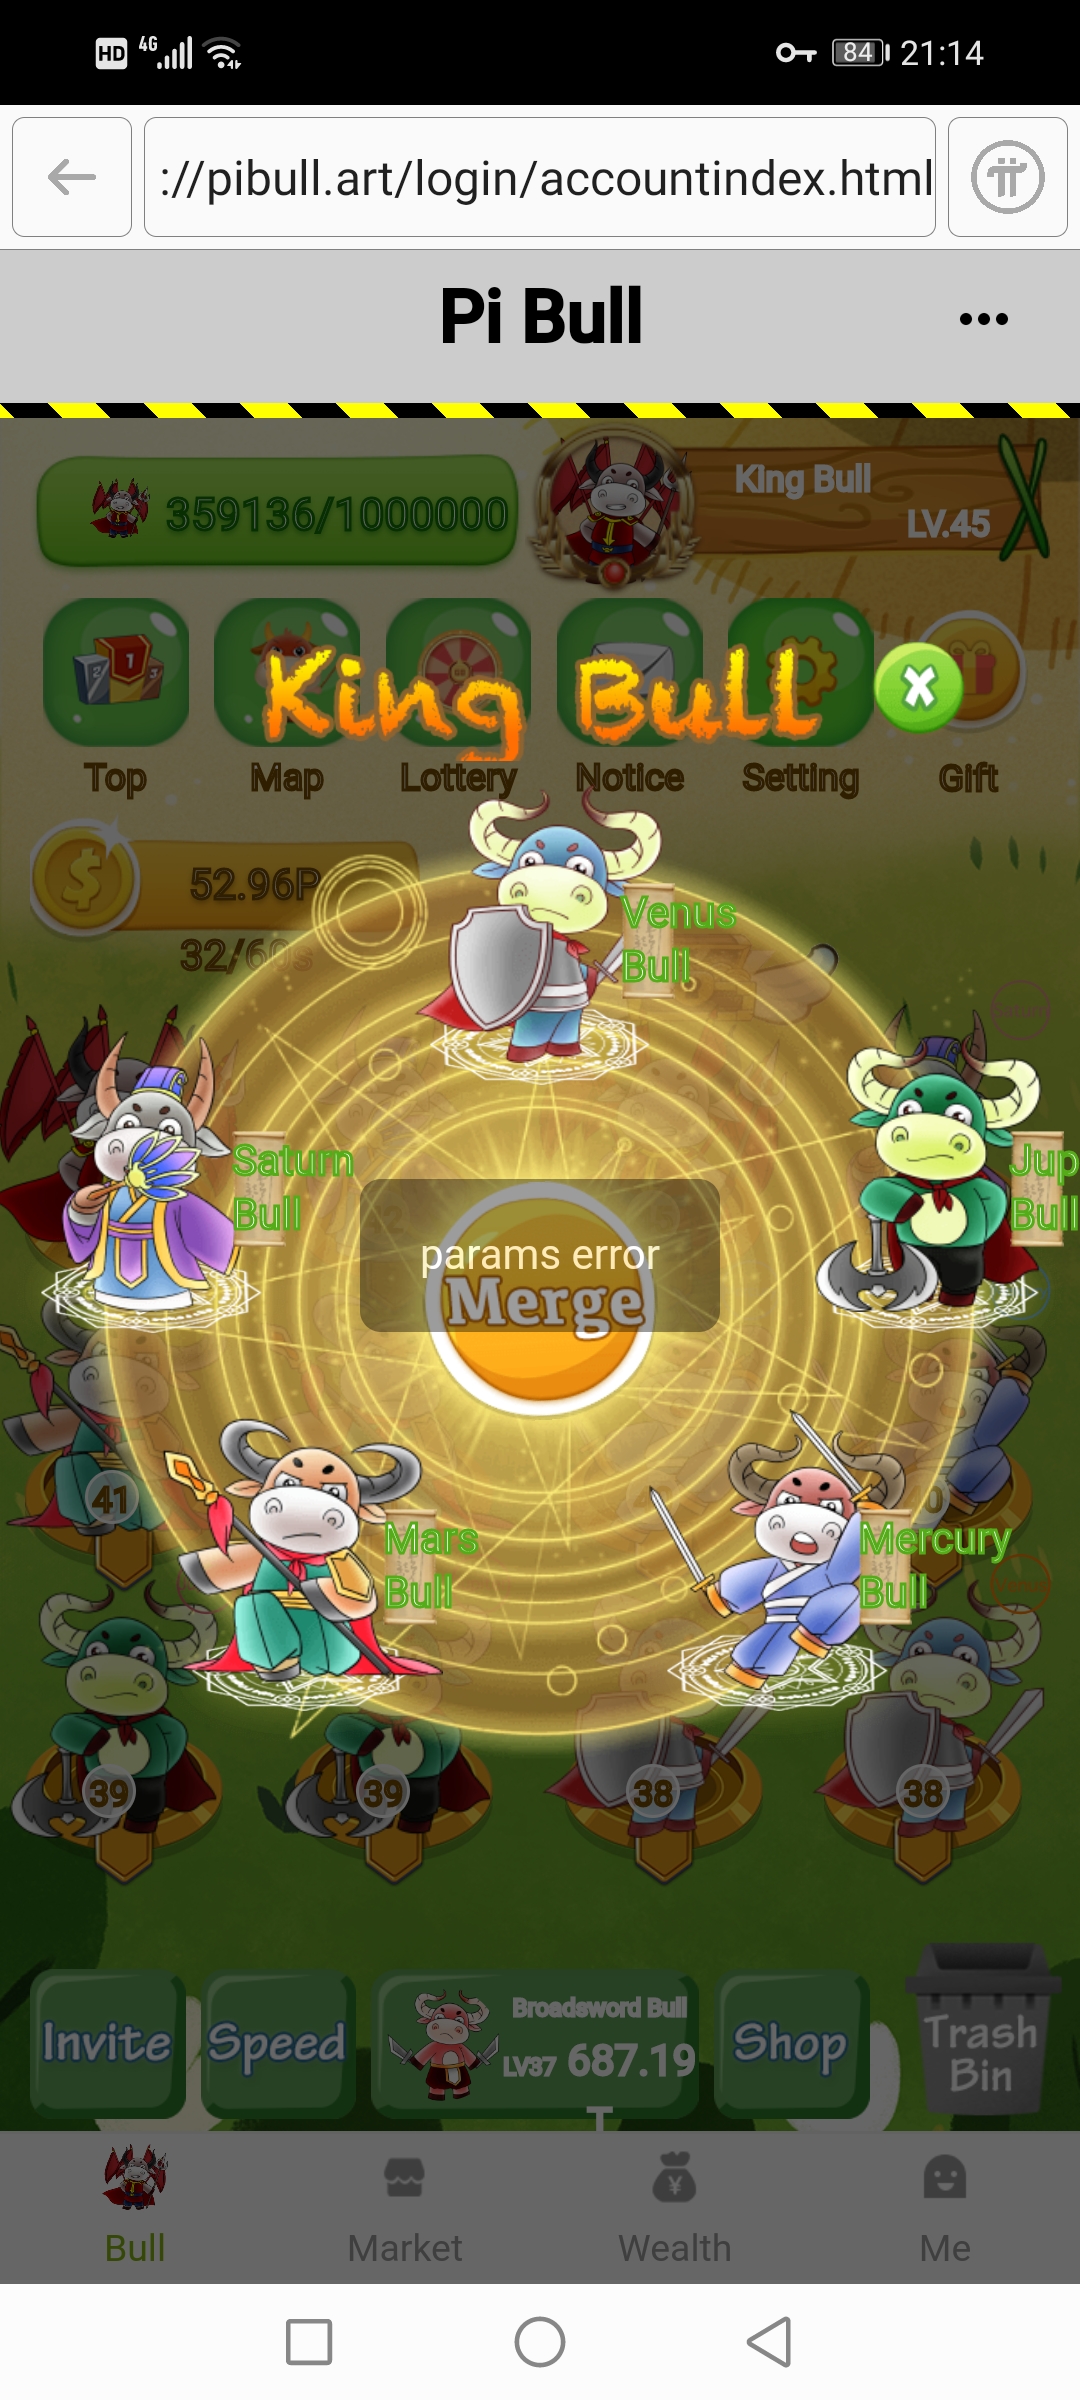 HD 4G 84 21:14
://pibull.art/login/accountindex.html
Pi Bull
359136/1000000
King Bull
LV.45
King Bull
Top Map Lottery Notice Setting Gift
52.96P
32/60s
Venus
Bull
Saturn
Bull
Jup
Bull
params error
Merge
41
Mars
Bull
Mercury
Bull
39 39 38 38
Invite
Speed
Broadsword Bull
LV37 687.19
T
Shop
Trash
Bin
Bull Market Wealth Me